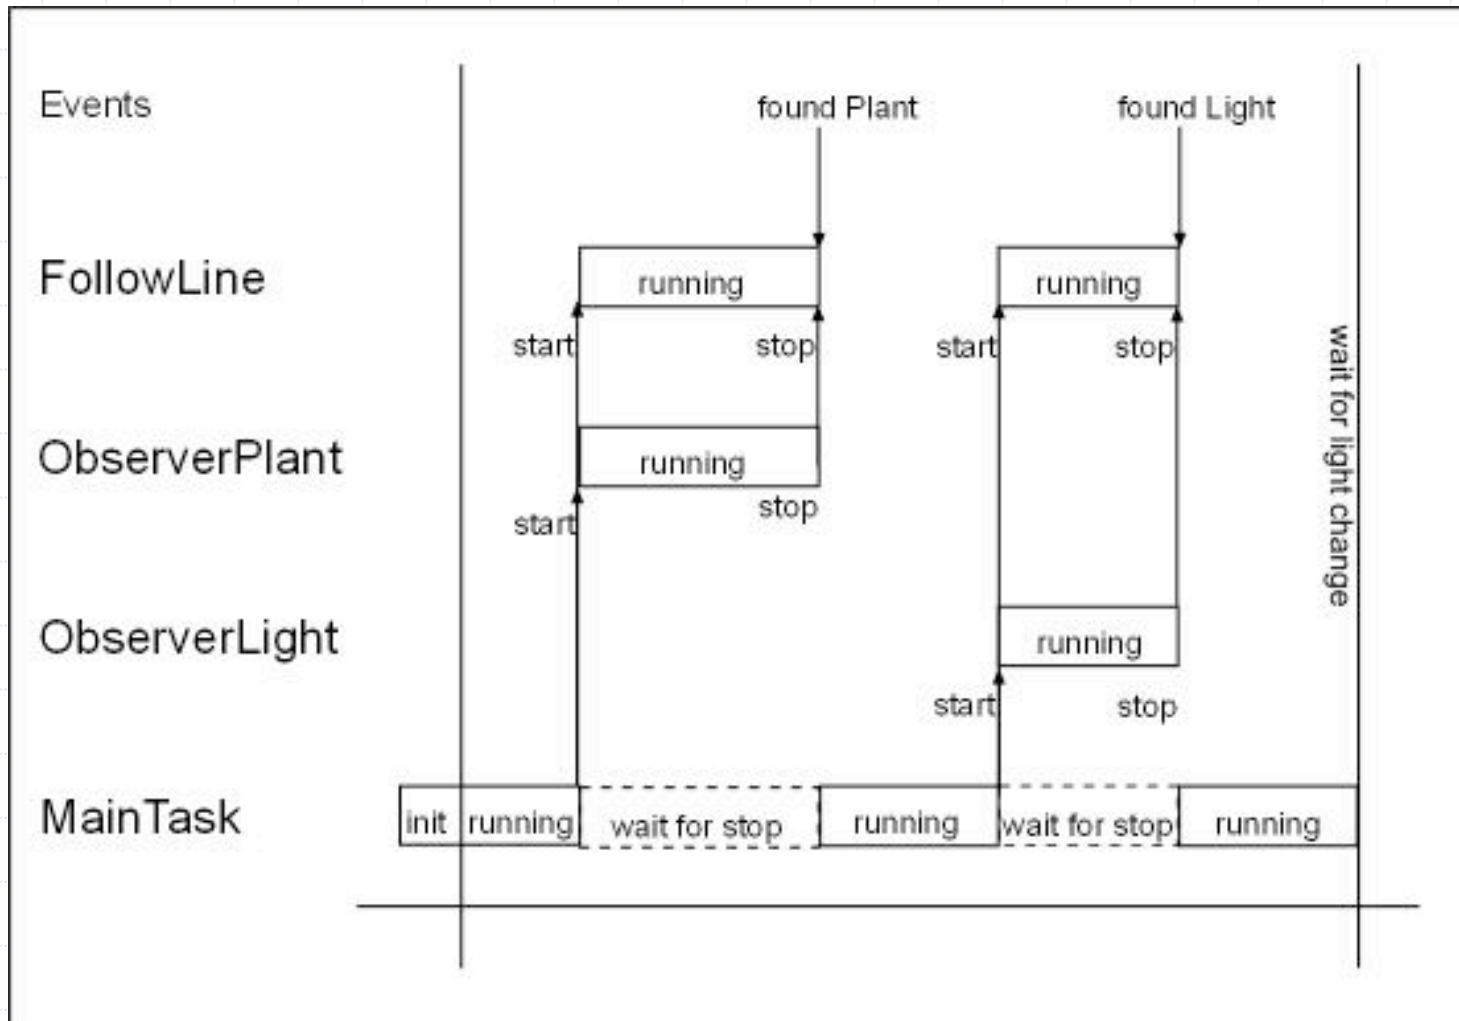 Events
found Plant
found Light
FollowLine
running
running
start
stop
start
stop
wait for light change
ObserverPlant
running
start
stop
ObserverLight
running
start
stop
MainTask
init
running
wait for stop
running
wait for stop
running